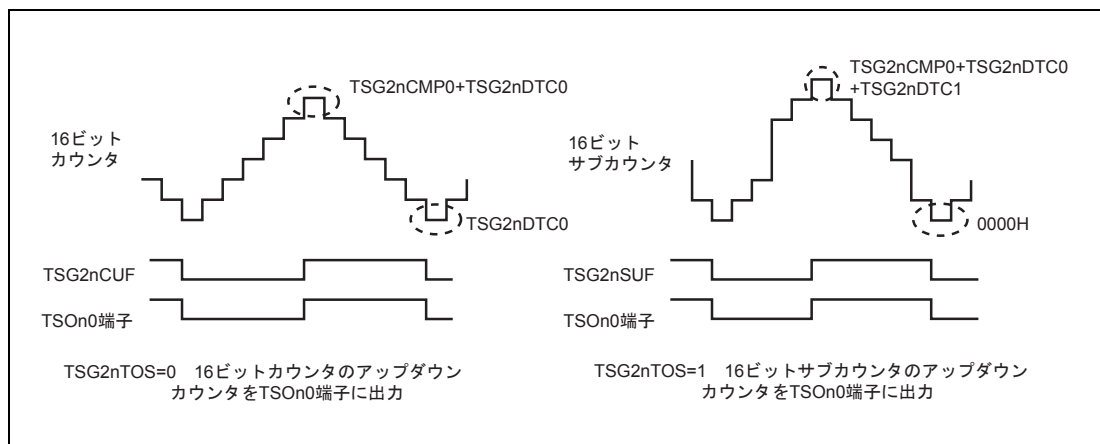 TSG2nCMP0+TSG2nDTC0
16ビット
カウンタ
TSG2nDTC0
TSG2nCUF
TSOn0端子
TSG2nTOS=0　16ビットカウンタのアップダウン
カウンタをTSOn0端子に出力
TSG2nCMP0+TSG2nDTC0
+TSG2nDTC1
16ビット
サブカウンタ
0000H
TSG2nSUF
TSOn0端子
TSG2nTOS=1　16ビットサブカウンタのアップダウン
カウンタをTSOn0端子に出力